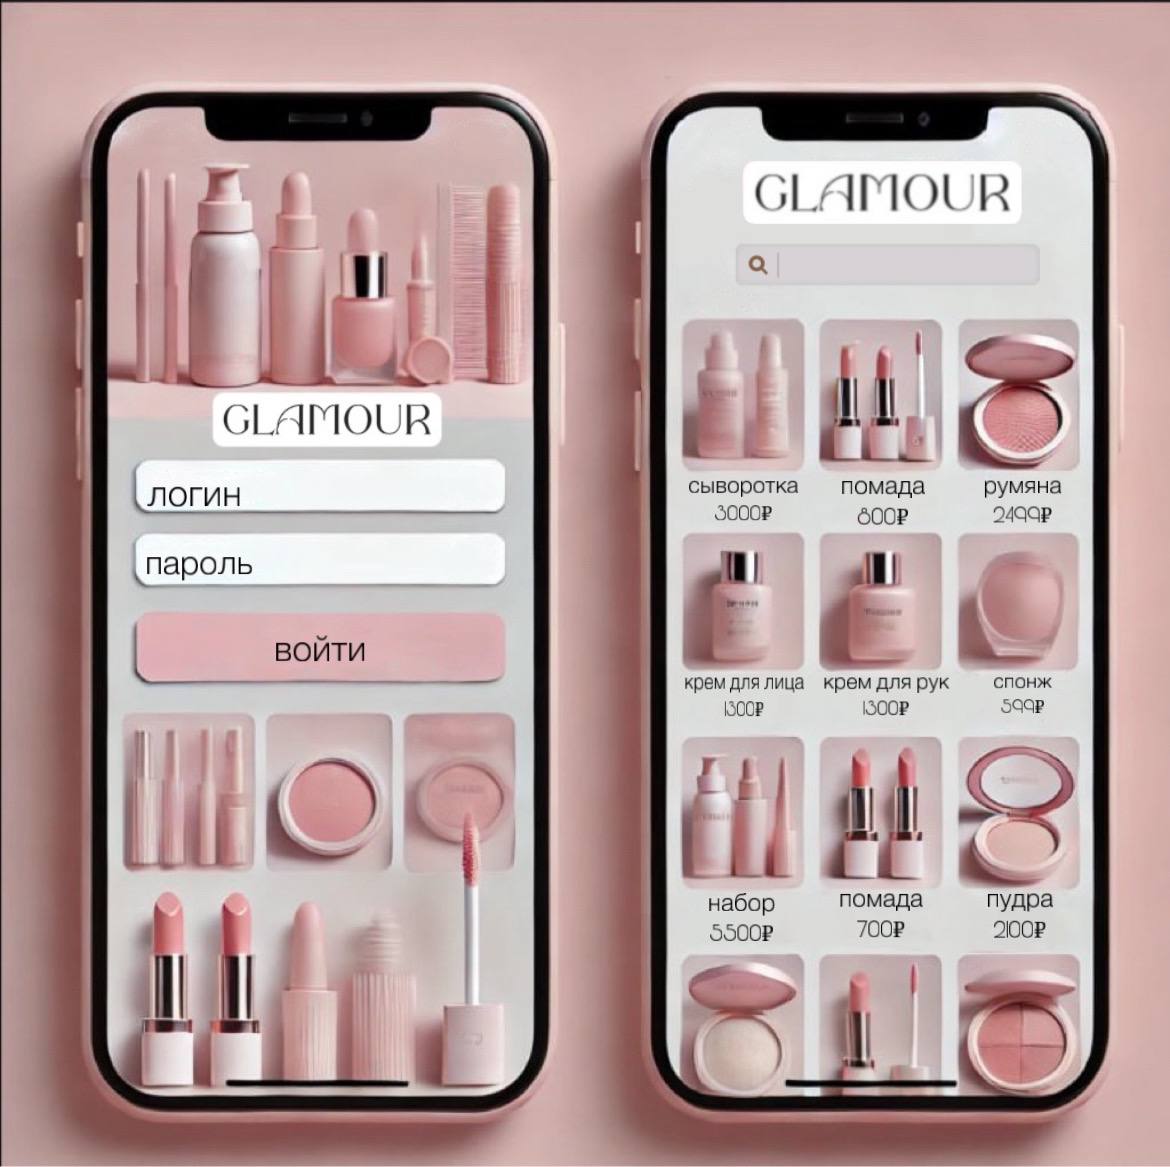 GLAMOUR
логин
пароль
войти
GLAMOUR
сыворотка помада румяна
3000₽ 800₽ 2499₽
крем для лица крем для рук спонж
1300₽ 1300₽ 599₽
набор помада пудра
5500₽ 700₽ 2100₽